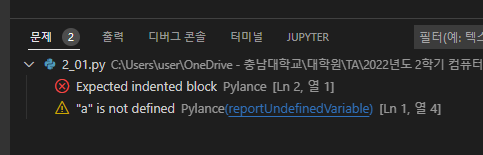 문제 2 출력 디버그 콘솔 터미널 JUPYTER 필터(예: 텍스
2_01.py C:\Users\user\OneDrive - 충남대학교\대학원\TA\2022년도 2학기 컴퓨터
Expected indented block Pylance [Ln 2, 열 1]
"a" is not defined Pylance(reportUndefinedVariable) [Ln 1, 열 4]